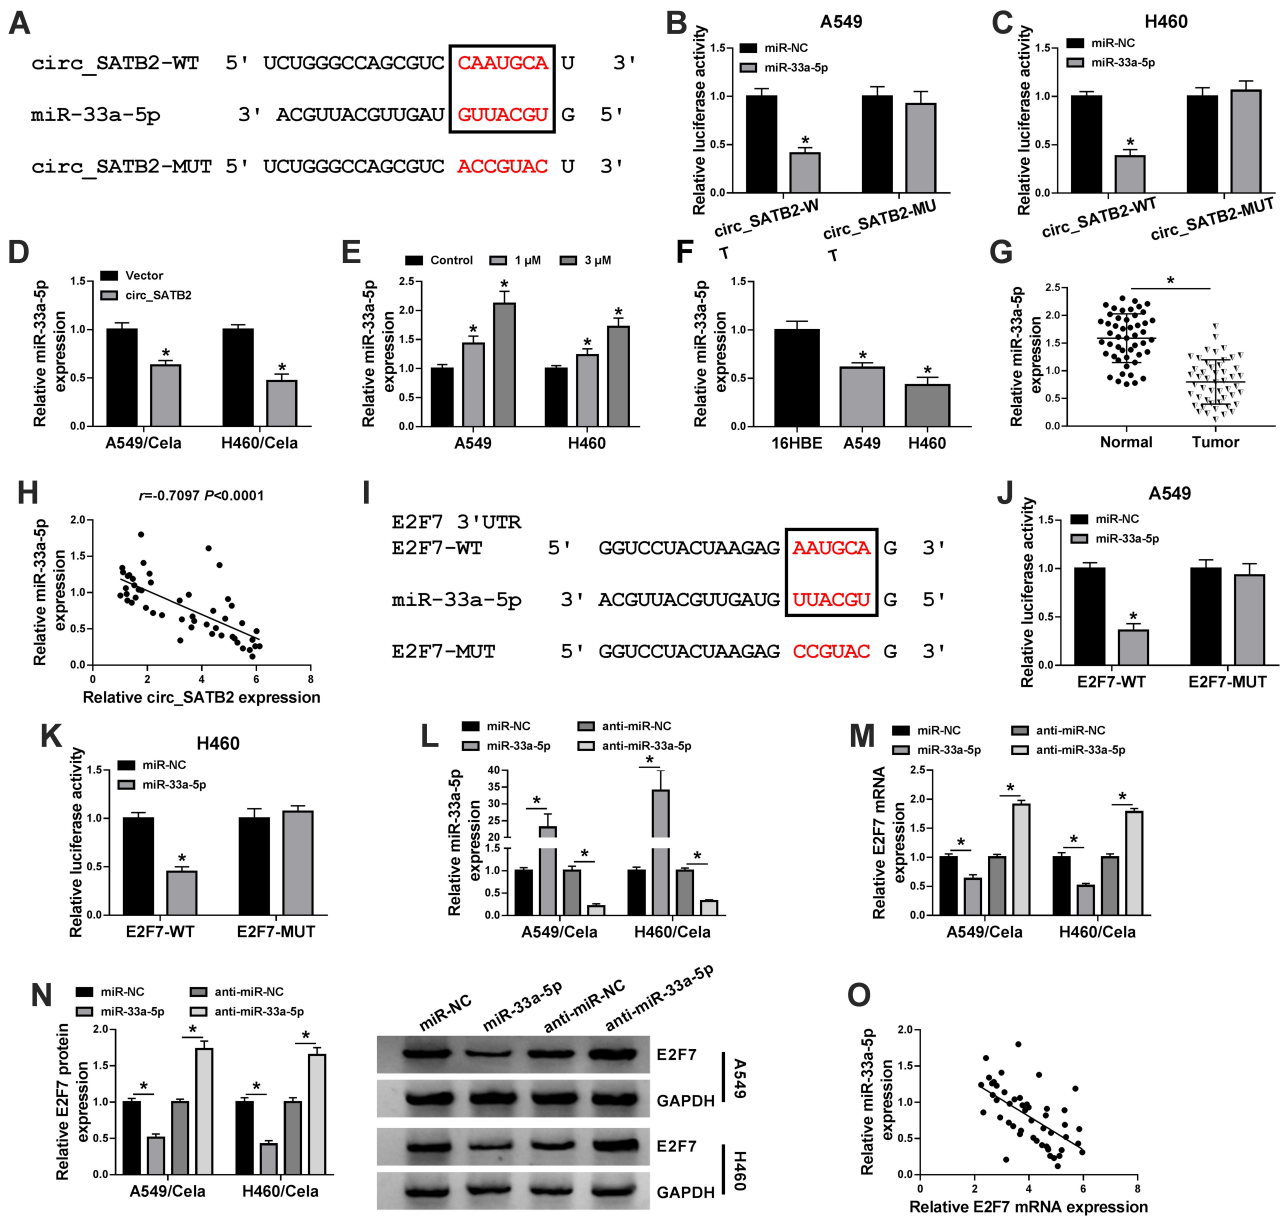 A
circ_SATB2-WT 5' UCUGGGCCAGCGUC CAAUGCA U 3'
miR-33a-5p 3' ACGUUACGUUGAU GUUACGU G 5'
circ_SATB2-MUT 5' UCUGGGCCAGCGUC ACCGUAC U 3'
B
A549
miR-NC
miR-33a-5p
Relative luciferase activity
1.5
1.0
0.5
0.0
*
circ_SATB2-W
T
circ_SATB2-MU
T
C
H460
miR-NC
miR-33a-5p
Relative luciferase activity
1.5
1.0
0.5
0.0
*
circ_SATB2-WT
circ_SATB2-MUT
D
Vector
circ_SATB2
Relative miR-33a-5p
expression
1.5
1.0
0.5
0.0
*
*
A549/Cela
H460/Cela
E
Control
1 μM
3 μM
Relative miR-33a-5p
expression
2.5
2.0
1.5
1.0
0.5
0.0
*
*
*
*
A549
H460
F
Relative miR-33a-5p
expression
1.5
1.0
0.5
0.0
*
*
16HBE
A549
H460
G
Relative miR-33a-5p
expression
2.5
2.0
1.5
1.0
0.5
0.0
*
Normal
Tumor
H
r=-0.7097 P<0.0001
Relative miR-33a-5p
expression
2.0
1.5
1.0
0.5
0.0
0 2 4 6 8
Relative circ_SATB2 expression
I
E2F7 3'UTR
E2F7-WT 5' GGUCCUACUAAGAG AAUGCA G 3'
miR-33a-5p 3' ACGUUACGUUGAUG UUACGU G 5'
E2F7-MUT 5' GGUCCUACUAAGAG CCGUAC G 3'
J
A549
miR-NC
miR-33a-5p
Relative luciferase activity
1.5
1.0
0.5
0.0
*
E2F7-WT
E2F7-MUT
K
H460
miR-NC
miR-33a-5p
Relative luciferase activity
1.5
1.0
0.5
0.0
*
E2F7-WT
E2F7-MUT
L
miR-NC
anti-miR-NC
miR-33a-5p
anti-miR-33a-5p
Relative miR-33a-5p
expression
40
35
30
25
20
15
1.5
1.0
0.5
0.0
*
*
*
*
A549/Cela
H460/Cela
M
miR-NC
anti-miR-NC
miR-33a-5p
anti-miR-33a-5p
Relative E2F7 mRNA
expression
2.5
2.0
1.5
1.0
0.5
0.0
*
*
*
*
A549/Cela
H460/Cela
N
miR-NC
anti-miR-NC
miR-33a-5p
anti-miR-33a-5p
Relative E2F7 protein
expression
2.0
1.5
1.0
0.5
0.0
*
*
*
*
A549/Cela
H460/Cela
miR-NC
miR-33a-5p
anti-miR-NC
anti-miR-33a-5p
E2F7
GAPDH
A549
E2F7
GAPDH
H460
O
Relative miR-33a-5p
expression
2.0
1.5
1.0
0.5
0.0
0 2 4 6 8
Relative E2F7 mRNA expression